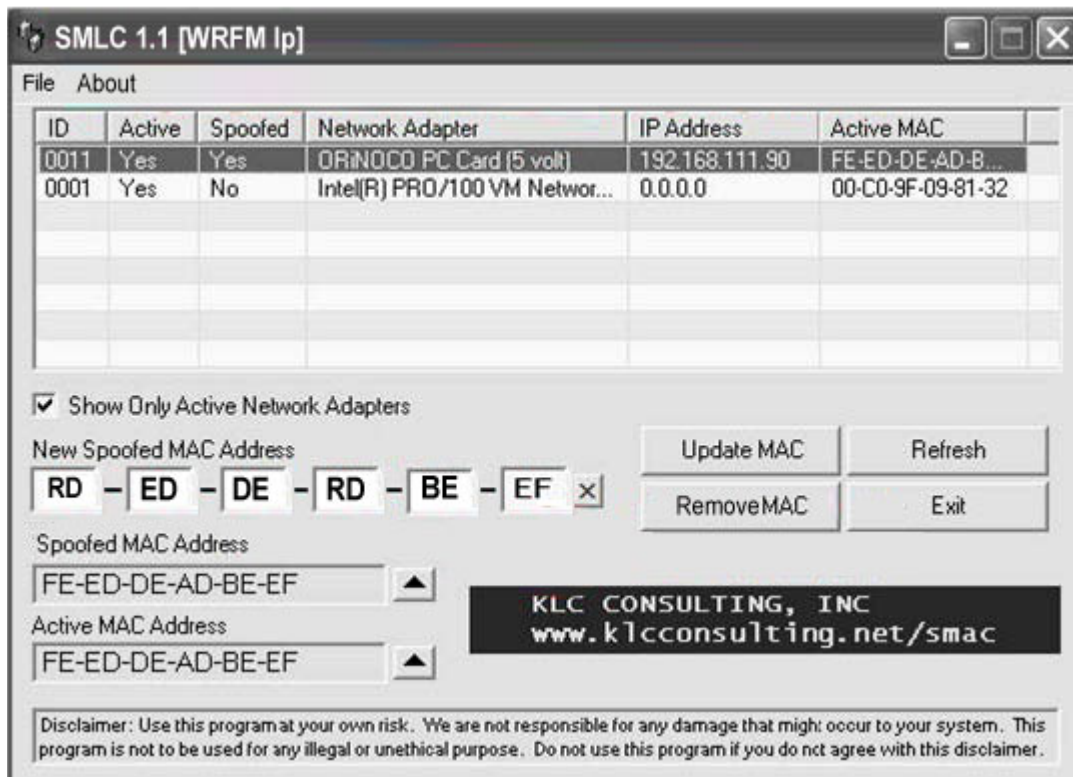 SMLC 1.1 [WRFM lp]
File About
ID Active Spoofed Network Adapter IP Address Active MAC
0011 Yes Yes ORiNOCO PC Card (5 volt) 192.168.111.90 FE-ED-DE-AD-B...
0001 Yes No Intel(R) PRO/100 VM Networ... 0.0.0.0 00-C0-9F-09-81-32
Show Only Active Network Adapters
New Spoofed MAC Address
RD - ED - DE - RD - BE - EF
Update MAC Refresh
RemoveMAC Exit
Spoofed MAC Address
FE-ED-DE-AD-BE-EF
Active MAC Address
FE-ED-DE-AD-BE-EF
KLC CONSULTING, INC
www.klcconsulting.net/smac
Disclaimer: Use this program at your own risk. We are not responsible for any damage that might occur to your system. This
program is not to be used for any illegal or unethical purpose. Do not use this program if you do not agree with this disclaimer.